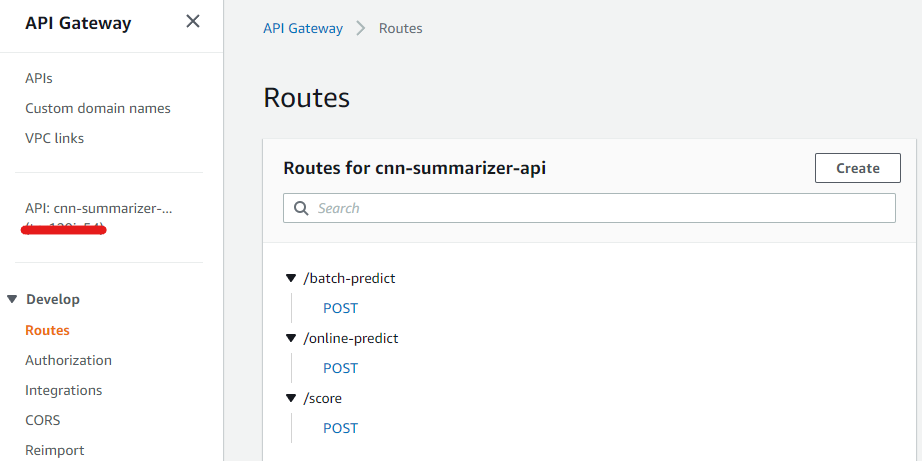 API Gateway
APIs
Custom domain names
VPC links
API: cnn-summarizer-...
Develop
Routes
Authorization
Integrations
CORS
Reimport
API Gateway > Routes
Routes
Routes for cnn-summarizer-api
Create
Search
/batch-predict
POST
/online-predict
POST
/score
POST